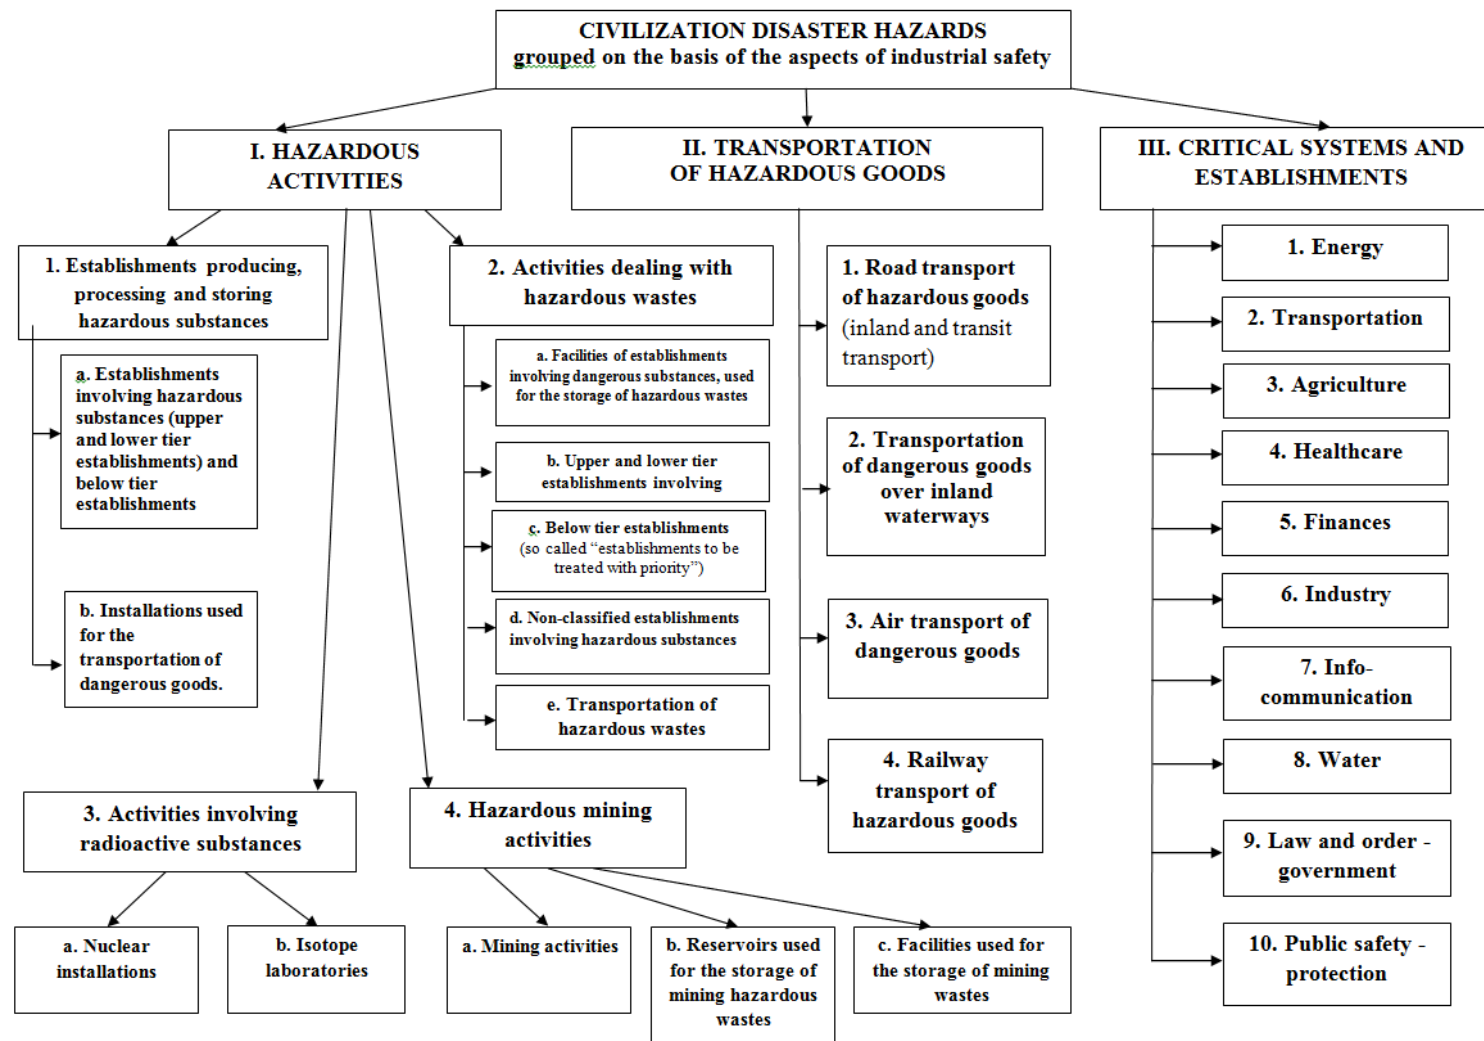 CIVILIZATION DISASTER HAZARDS
grouped on the basis of the aspects of industrial safety
I. HAZARDOUS
ACTIVITIES
II. TRANSPORTATION
OF HAZARDOUS GOODS
III. CRITICAL SYSTEMS AND
ESTABLISHMENTS
1. Establishments producing,
processing and storing
hazardous substances
a. Establishments
involving hazardous
substances (upper
and lower tier
establishments) and
below tier
establishments
b. Installations used
for the
transportation of
dangerous goods.
2. Activities dealing with
hazardous wastes
a. Facilities of establishments
involving dangerous substances, used
for the storage of hazardous wastes
b. Upper and lower tier
establishments involving
c. Below tier establishments
(so called “establishments to be
treated with priority”)
d. Non-classified establishments
involving hazardous substances
e. Transportation of
hazardous wastes
3. Activities involving
radioactive substances
a. Nuclear
installations
b. Isotope
laboratories
4. Hazardous mining
activities
a. Mining activities
b. Reservoirs used
for the storage of
mining hazardous
wastes
c. Facilities used for
the storage of mining
wastes
1. Road transport
of hazardous goods
(inland and transit
transport)
2. Transportation
of dangerous goods
over inland
waterways
3. Air transport of
dangerous goods
4. Railway
transport of
hazardous goods
1. Energy
2. Transportation
3. Agriculture
4. Healthcare
5. Finances
6. Industry
7. Info-
communication
8. Water
9. Law and order -
government
10. Public safety -
protection